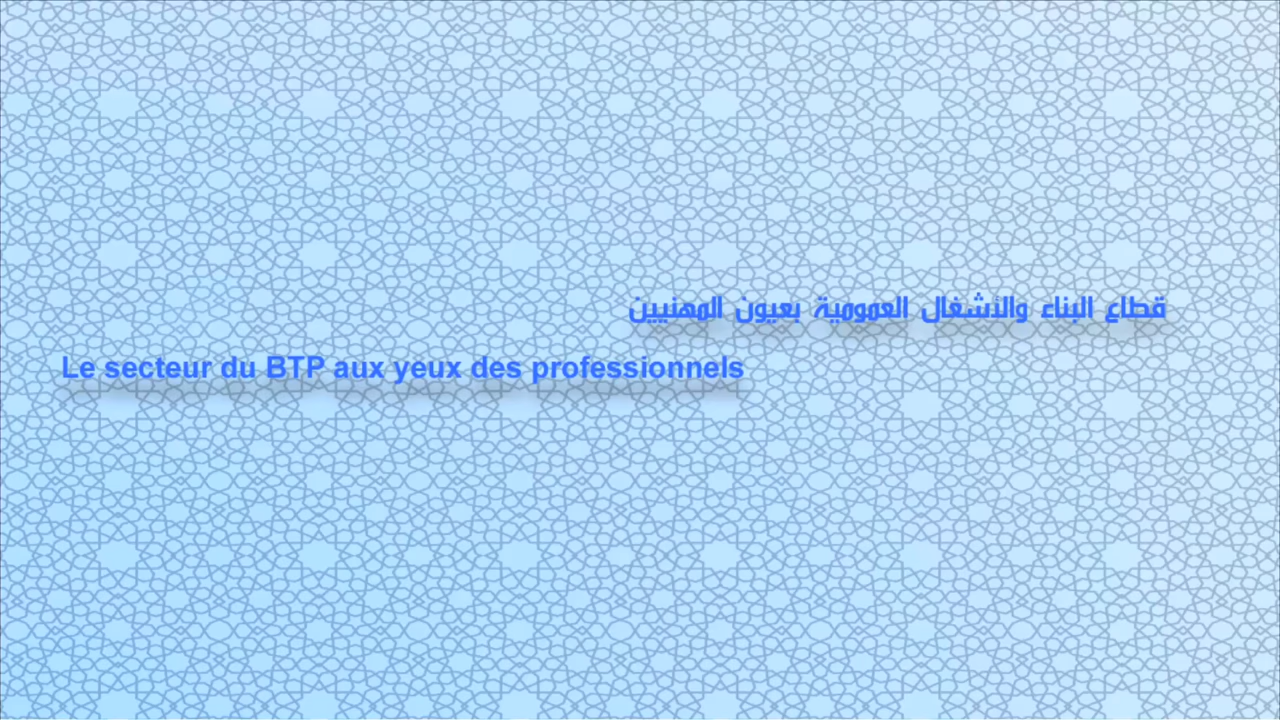 قطاع البناء والأشغال العمومية بعيون المهنيين
Le secteur du BTP aux yeux des professionnels